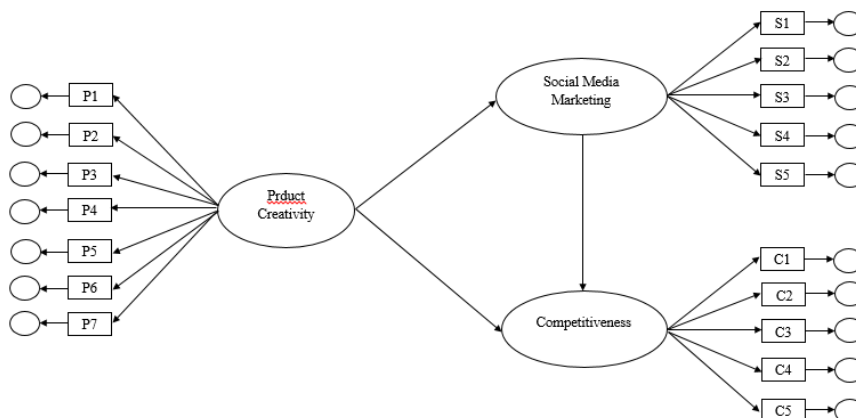 P1
P2
P3
P4
P5
P6
P7
Prduct
Creativity
Social Media
Marketing
Competitiveness
S1
S2
S3
S4
S5
C1
C2
C3
C4
C5